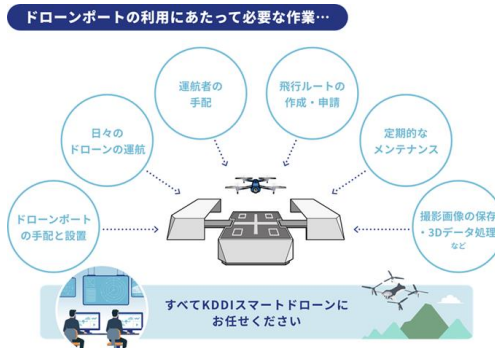 ドローンポートの利用にあたって必要な作業…
運航者の
手配
飛行ルートの
作成・申請
日々の
ドローンの運航
定期的な
メンテナンス
ドローンポート
の手配と設置
撮影画像の保存
・3Dデータ処理
など
すべてKDDIスマートドローンに
お任せください